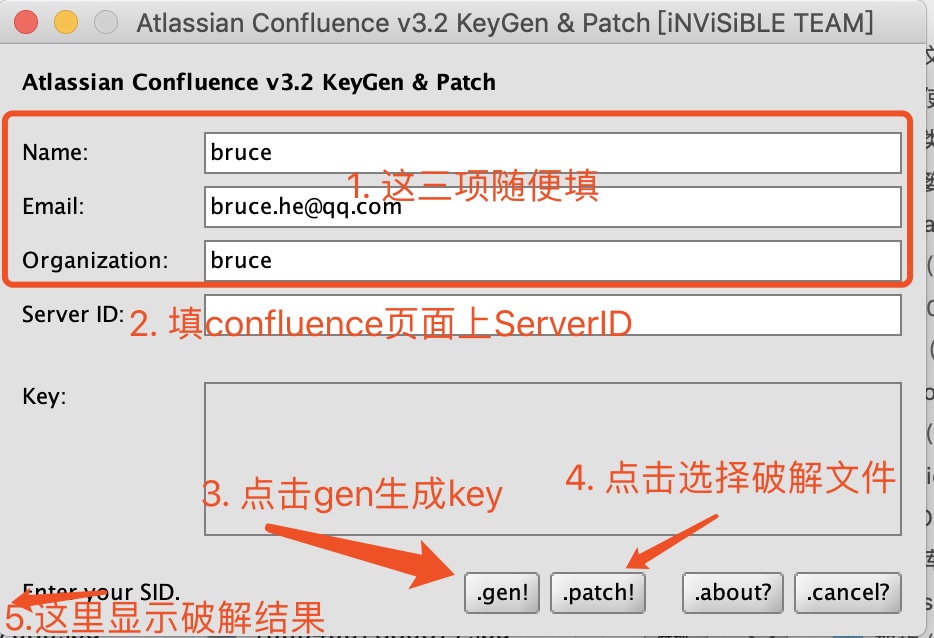 Atlassian Confluence v3.2 KeyGen & Patch [iNViSiBLE TEAM]
Atlassian Confluence v3.2 KeyGen & Patch
Name: bruce
1. 这三项随便填
Email: bruce.he@qq.com
Organization: bruce
Server ID:
2. 填confluence页面上ServerID
Key:
3. 点击gen生成key
4. 点击选择破解文件
Enter your SID.
.gen! .patch! .about? .cancel?
5.这里显示破解结果